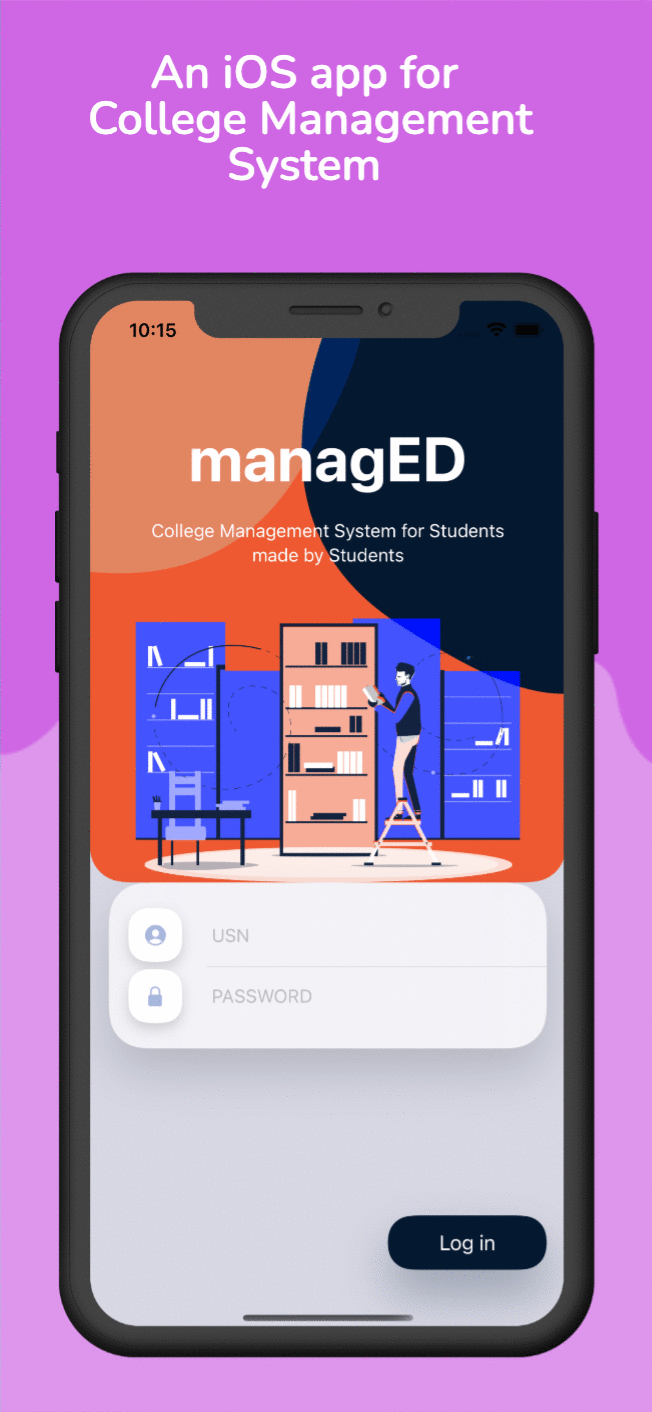 An iOS app for
College Management
System
10:15
managED
College Management System for Students
made by Students
USN
PASSWORD
Log in